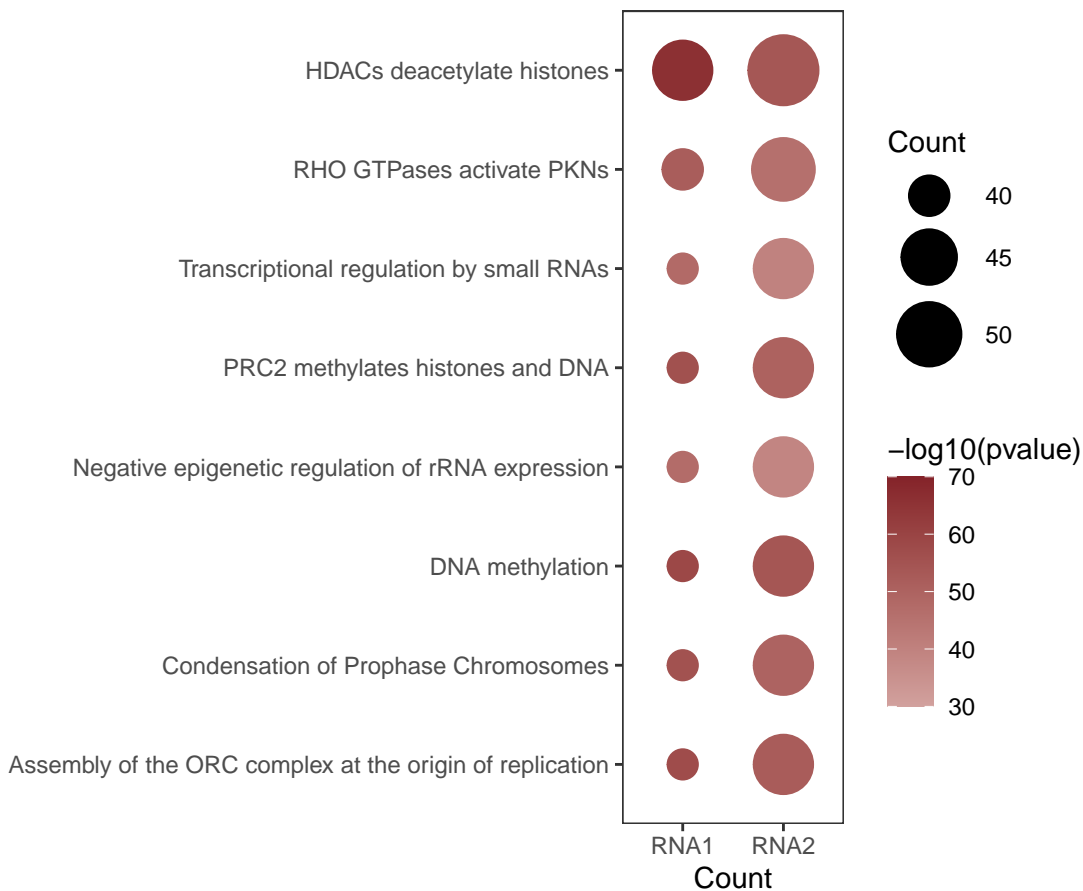 HDACs deacetylate histones
RHO GTPases activate PKNs
Transcriptional regulation by small RNAs
PRC2 methylates histones and DNA
Negative epigenetic regulation of rRNA expression
DNA methylation
Condensation of Prophase Chromosomes
Assembly of the ORC complex at the origin of replication
RNA1 RNA2
Count
Count
40
45
50
−log10(pvalue)
70
60
50
40
30